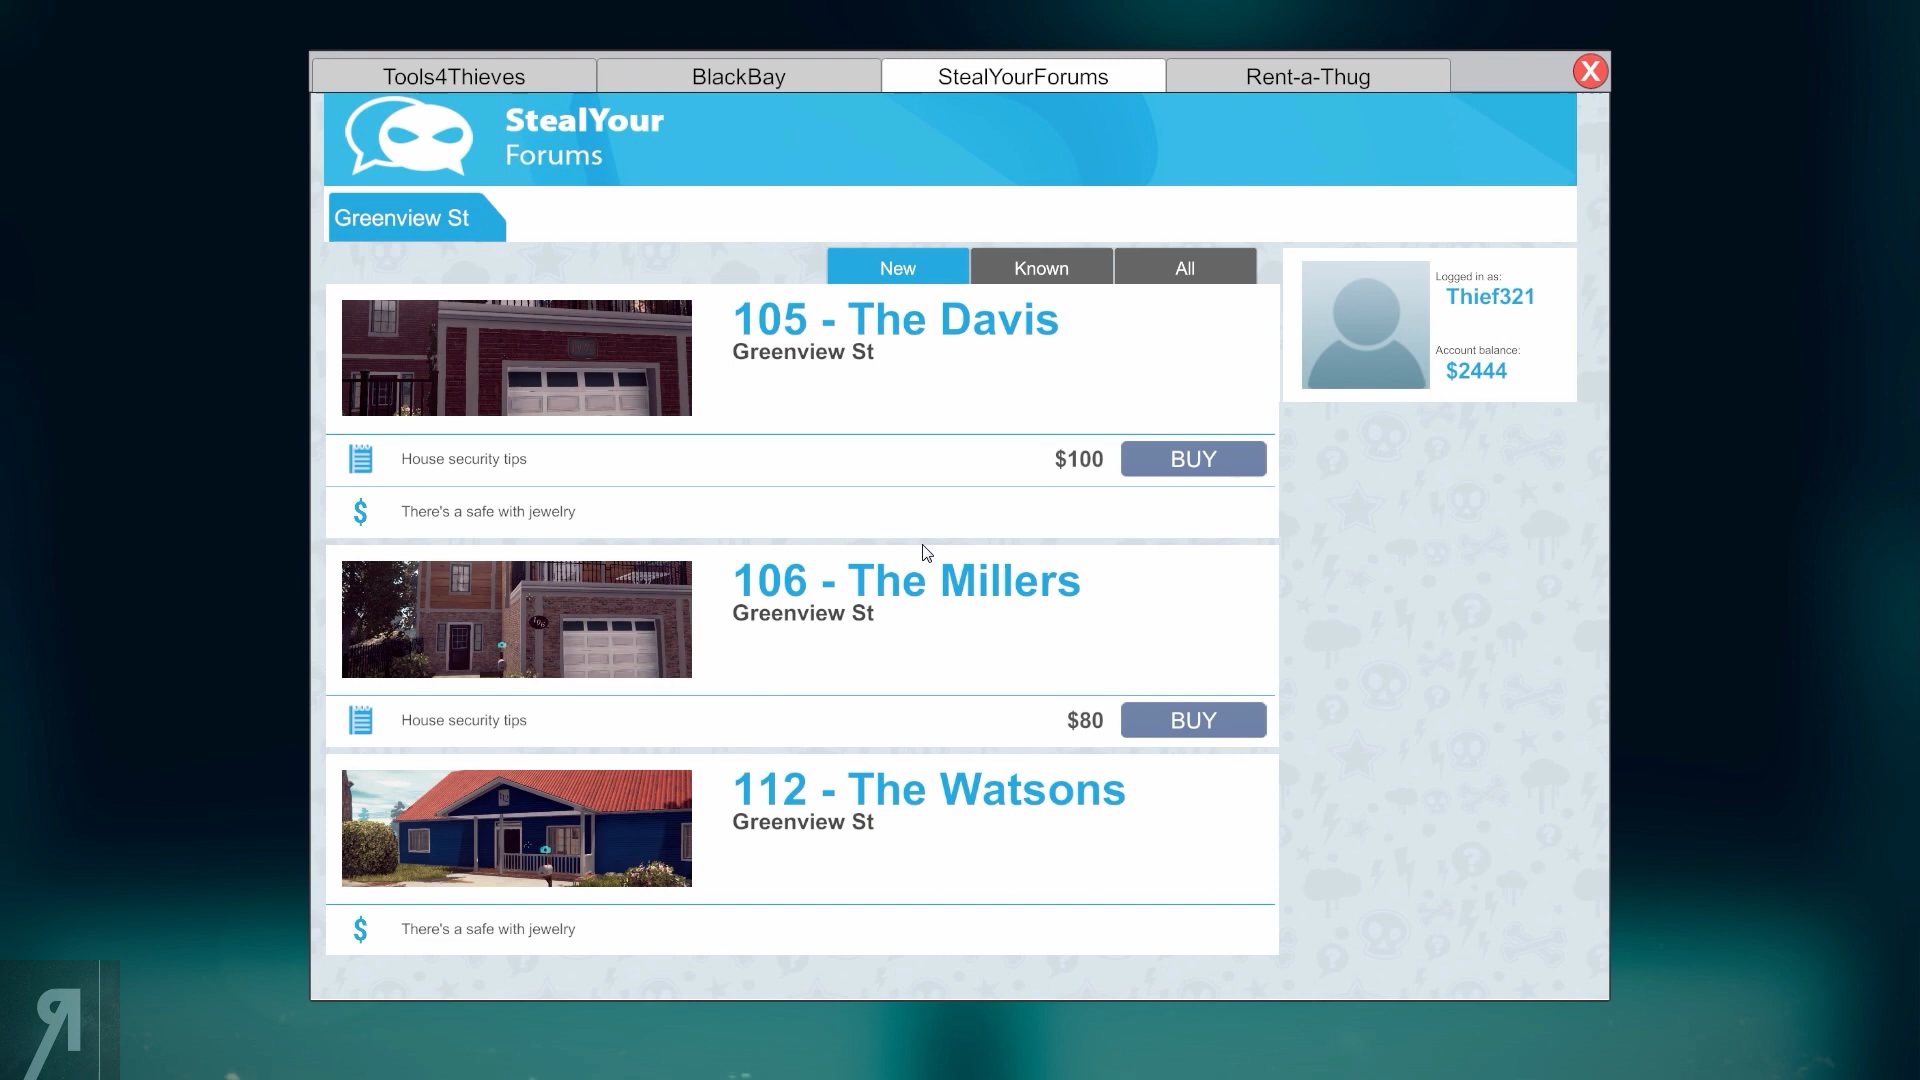 Tools4Thieves
BlackBay
StealYourForums
Rent-a-Thug
X
StealYour
Forums
Greenview St
New
Known
All
Logged in as:
Thief321
Account balance:
$2444
105 - The Davis
Greenview St
House security tips
$100
BUY
There's a safe with jewelry
106 - The Millers
Greenview St
106
House security tips
$80
BUY
112 - The Watsons
Greenview St
There's a safe with jewelry